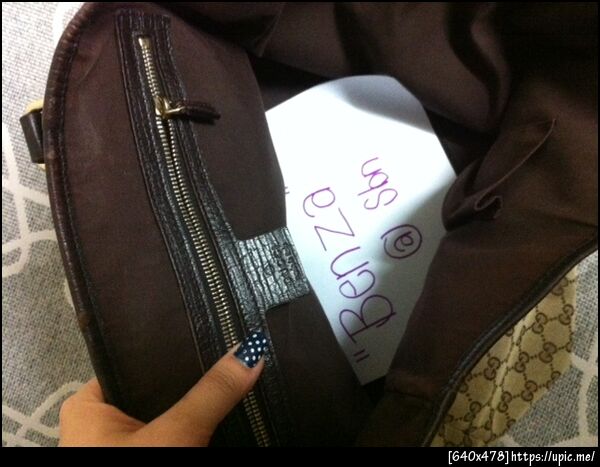 "Benza"
@ sbn
[640x478]https://upic.me/